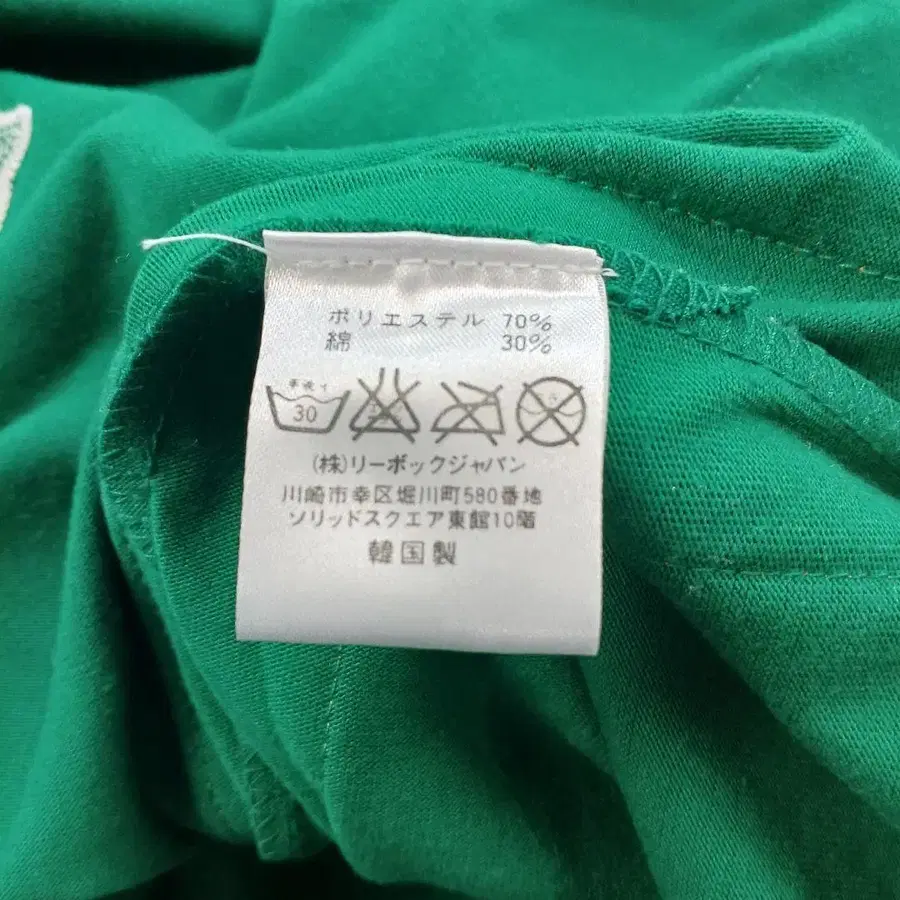 ポリエステル 70%
綿 30%
手洗イ
30
(株)リーボックジャパン
川崎市幸区堀川町580番地
ソリッドスクエア東館10階
韓国製